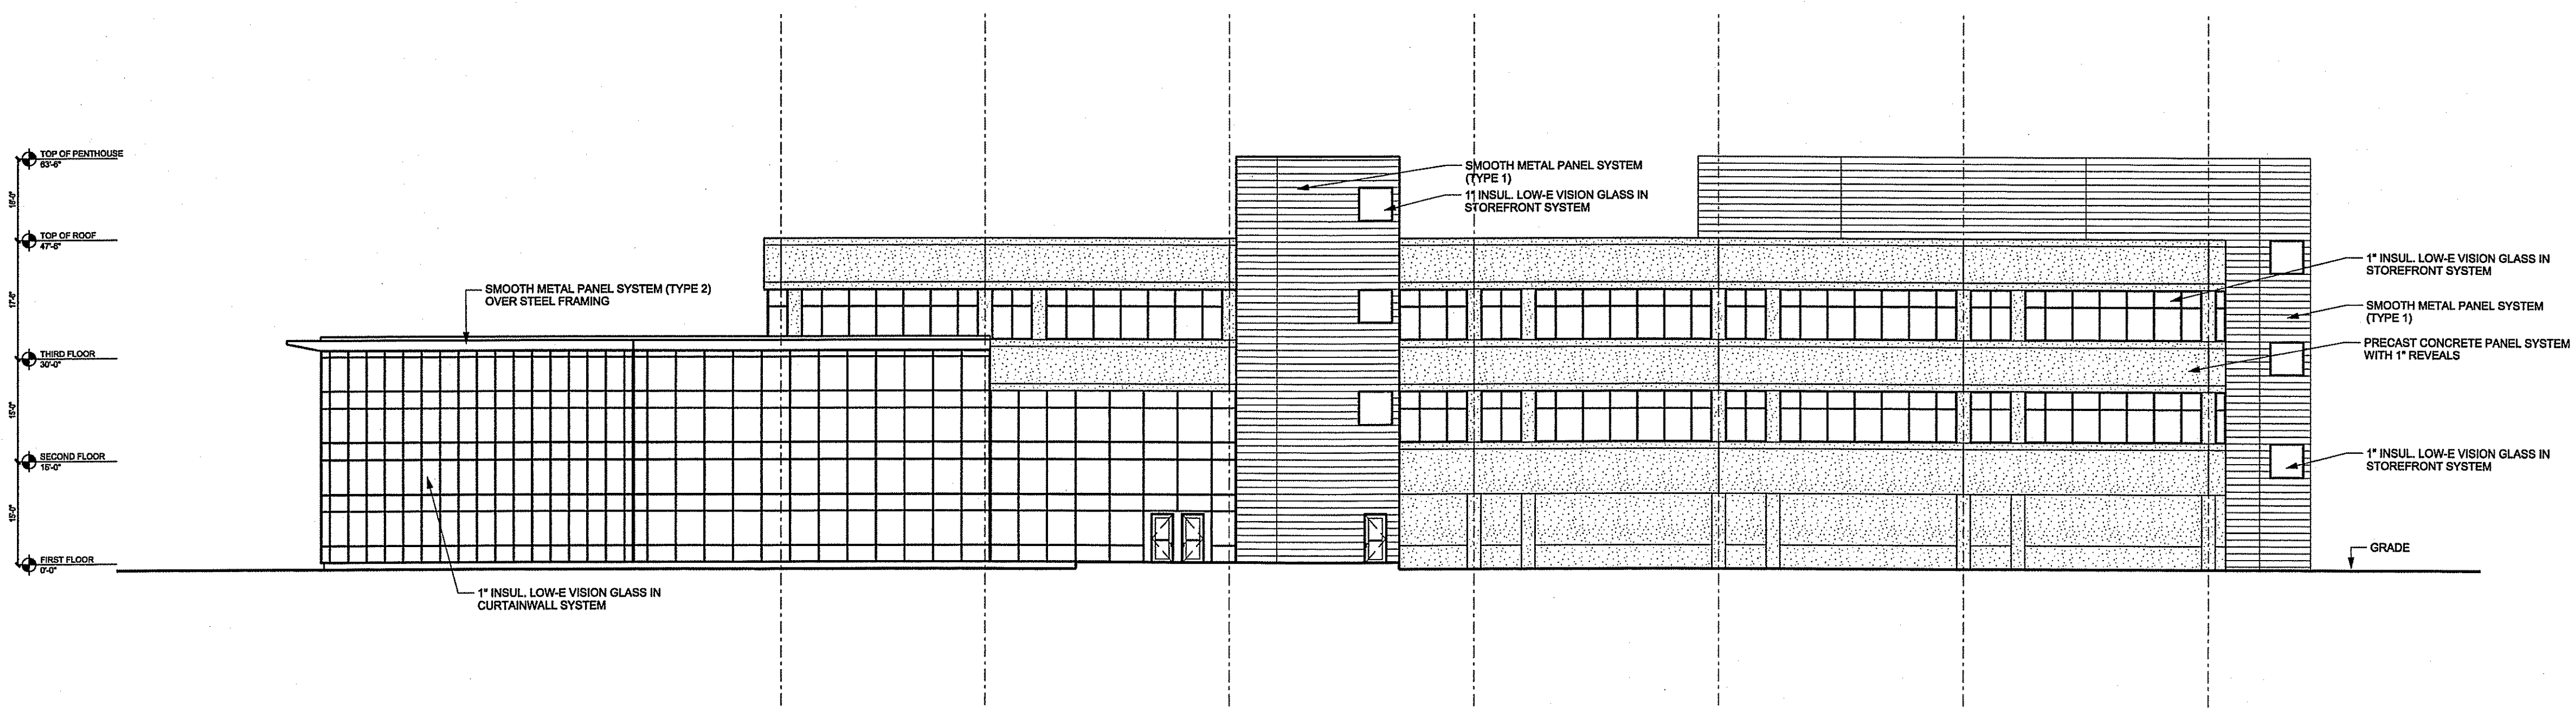 TOP OF PENTHOUSE
63'-6"
16'-0"
TOP OF ROOF
47'-6"
17'-6"
THIRD FLOOR
30'-0"
15'-0"
SECOND FLOOR
15'-0"
15'-0"
FIRST FLOOR
0'-0"
SMOOTH METAL PANEL SYSTEM (TYPE 2)
OVER STEEL FRAMING
1" INSUL. LOW-E VISION GLASS IN
CURTAINWALL SYSTEM
SMOOTH METAL PANEL SYSTEM
(TYPE 1)
1" INSUL. LOW-E VISION GLASS IN
STOREFRONT SYSTEM
1" INSUL. LOW-E VISION GLASS IN
STOREFRONT SYSTEM
SMOOTH METAL PANEL SYSTEM
(TYPE 1)
PRECAST CONCRETE PANEL SYSTEM
WITH 1" REVEALS
1" INSUL. LOW-E VISION GLASS IN
STOREFRONT SYSTEM
GRADE